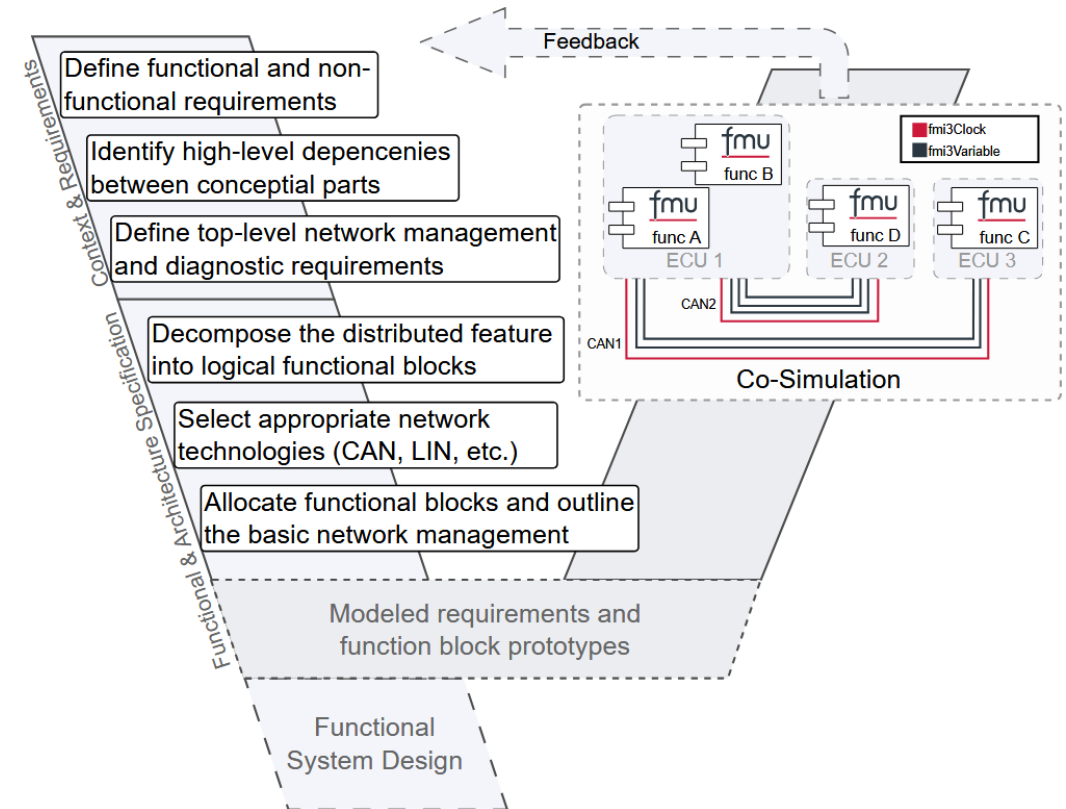 Feedback
Context & Requirements
Define functional and non-
functional requirements
Identify high-level depencenies
between conceptial parts
Define top-level network management
and diagnostic requirements
Functional & Architecture Specification
Decompose the distributed feature
into logical functional blocks
Select appropriate network
technologies (CAN, LIN, etc.)
Allocate functional blocks and outline
the basic network management
fmi3Clock
fmi3Variable
fmu
func B
fmu
func A
ECU 1
fmu
func D
ECU 2
fmu
func C
ECU 3
CAN2
CAN1
Co-Simulation
Modeled requirements and
function block prototypes
Functional
System Design